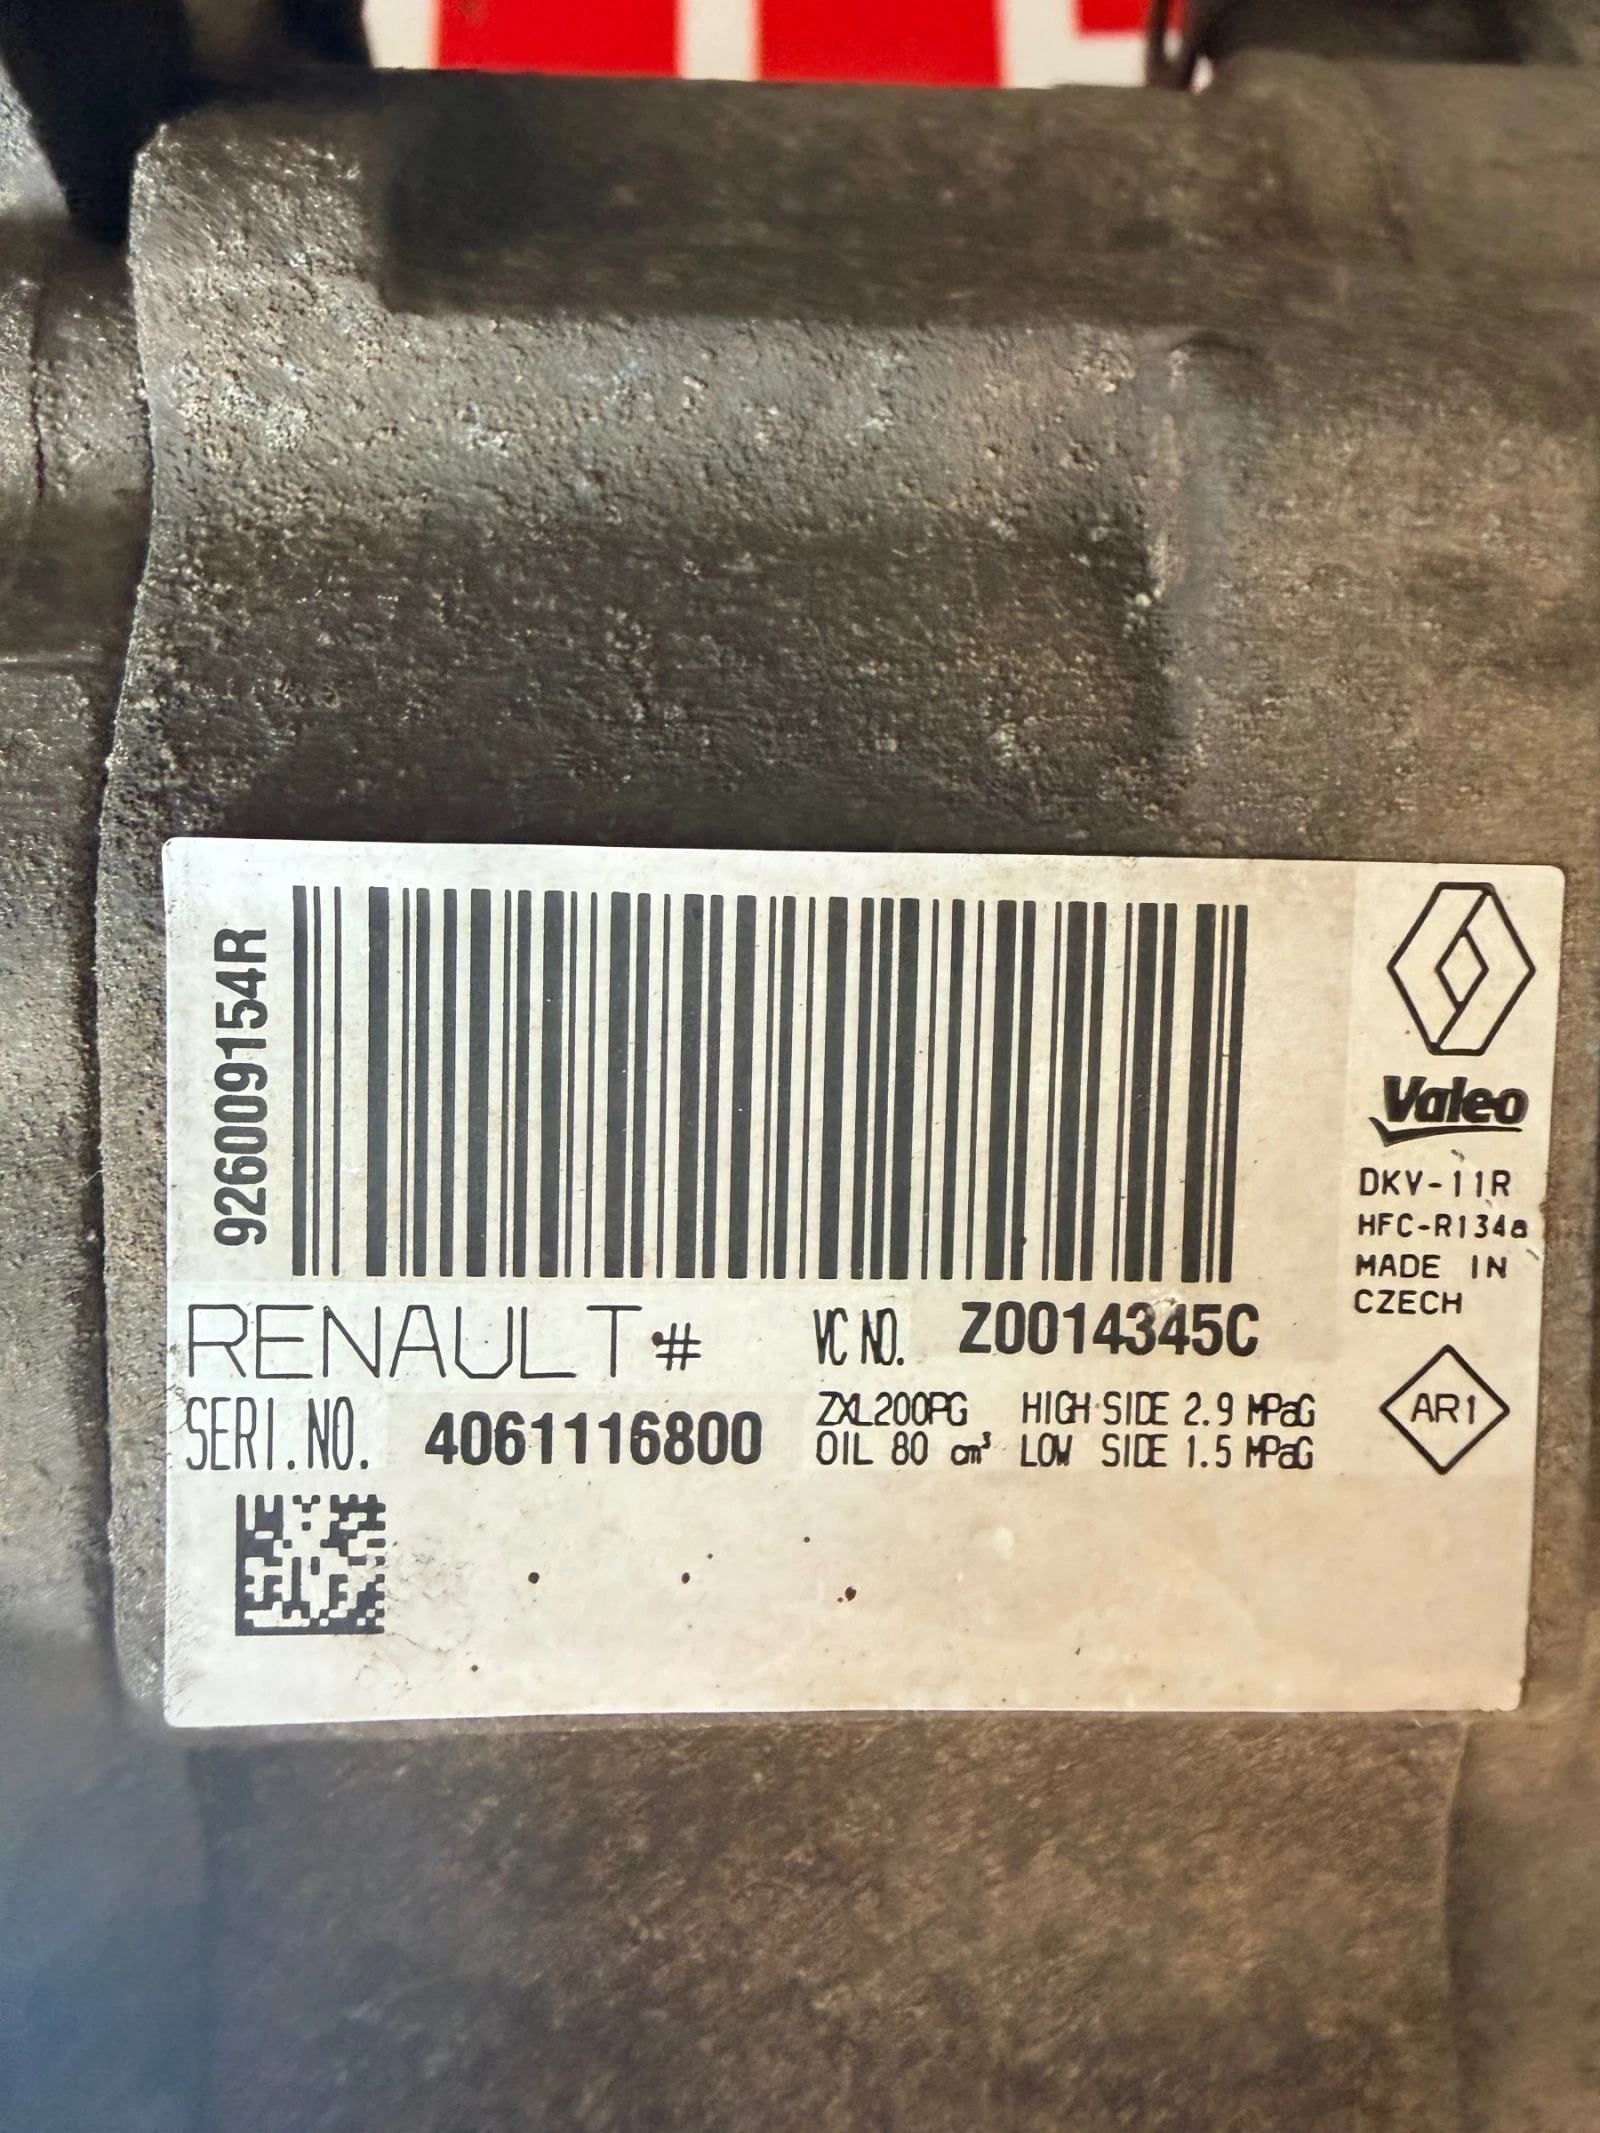 926009154R
Valeo
DKV-11R
HFC-R134a
MADE IN
CZECH
RENAULT #
VC NO. Z0014345C
SERI.NO. 4061116800
ZXL200PG HIGH SIDE 2.9 MPaG
OIL 80 cm³ LOW SIDE 1.5 MPaG
AR1